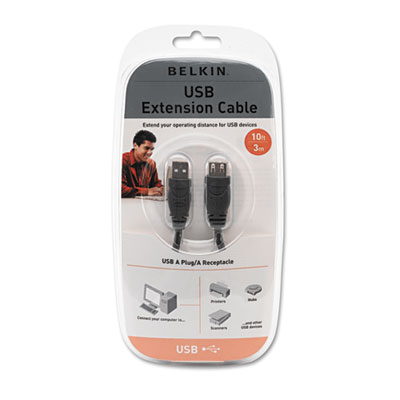 BELKIN.
USB
Extension Cable
Extend your operating distance for USB devices
10ft
3m
USB A Plug/A Receptacle
Printers
Hubs
Connect your computer to...
Scanners
...and other
USB devices
USB